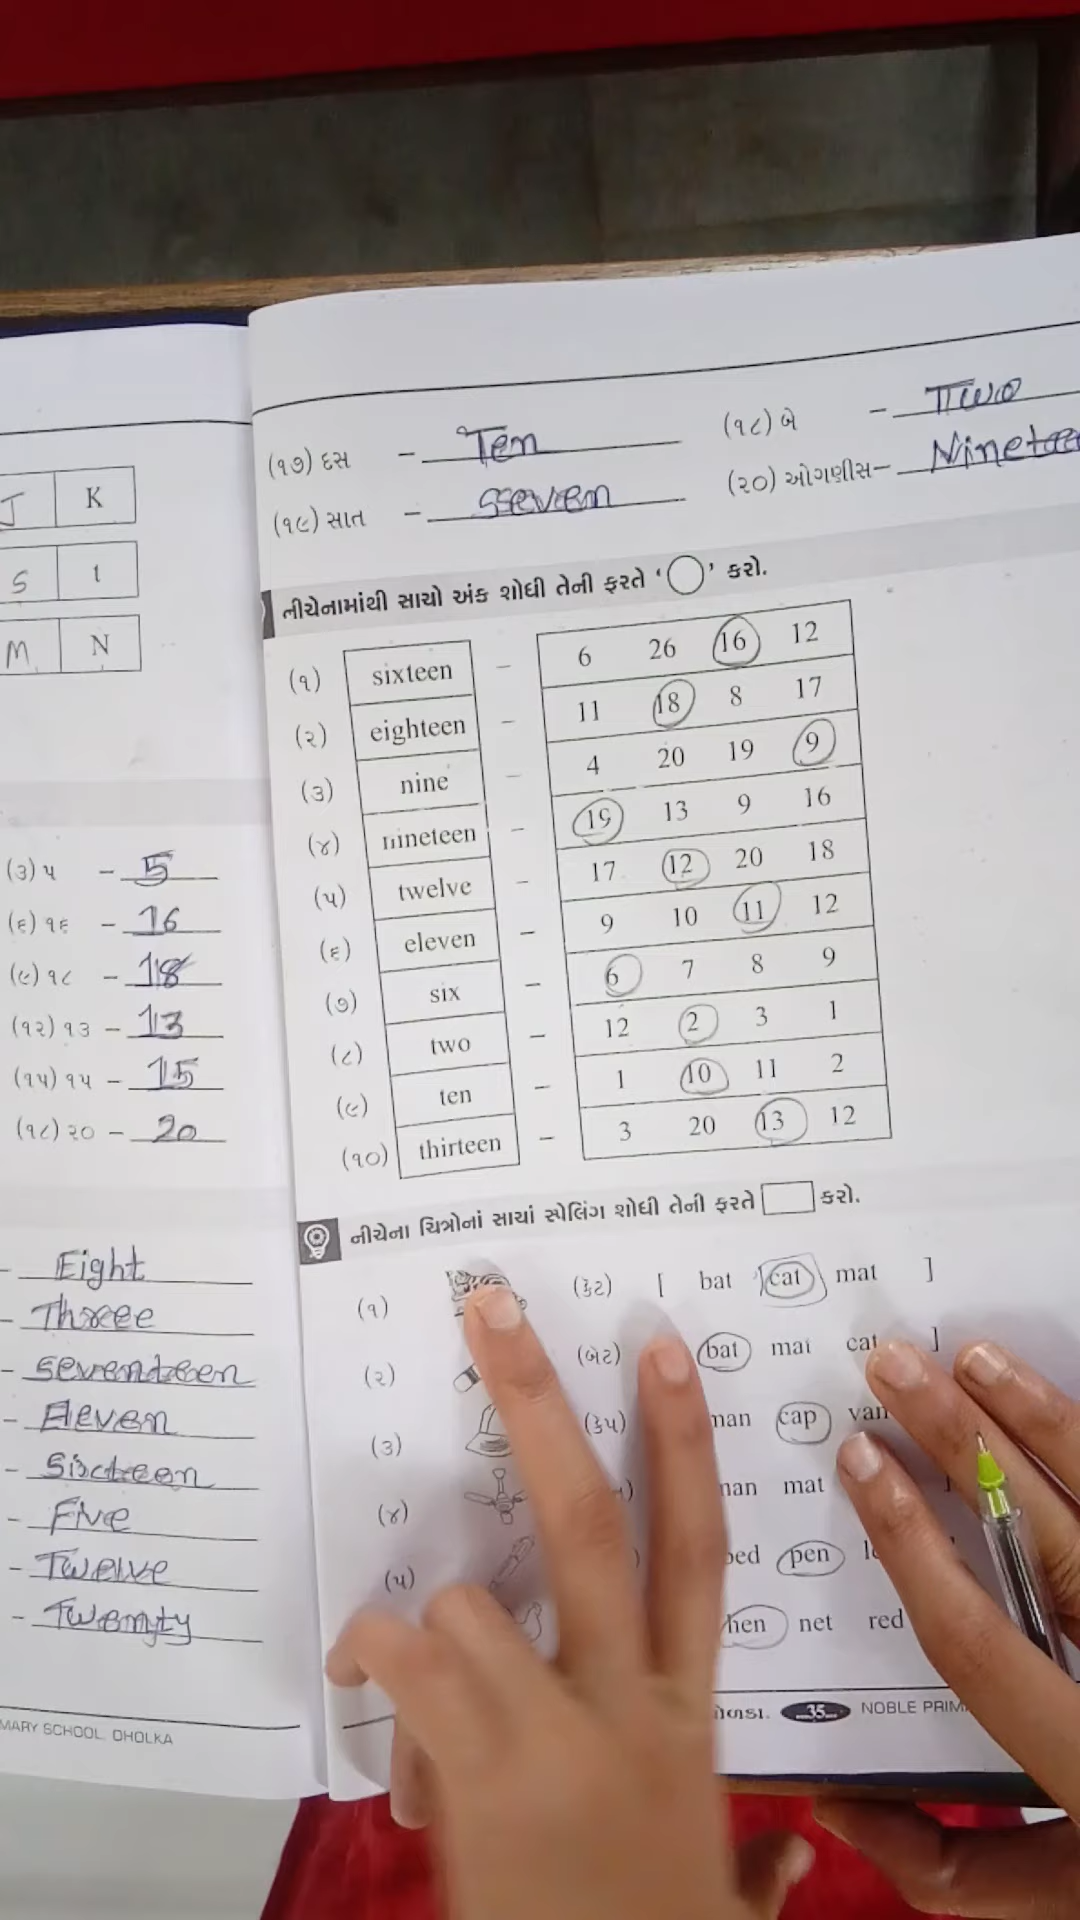 (૧૭) દસ – Ten (૧૮) બે – Two
(૧૯) સાત – Seven (૨૦) ઓગણીસ–
નીચેનામાંથી સાચો અંક શોધી તેની ફરતે ‘◯’ કરો.
(૧) sixteen – 6 26 16 12
(૨) eighteen – 11 18 8 17
(૩) nine – 4 20 19 9
(૪) nineteen – 19 13 9 16
(૫) twelve – 17 12 20 18
(૬) eleven – 9 10 11 12
(૭) six – 6 7 8 9
(૮) two – 12 2 3 1
(૯) ten – 1 10 11 2
(૧૦) thirteen – 3 20 13 12
નીચેના ચિત્રોનાં સાચાં સ્પેલિંગ શોધી તેની ફરતે કરો.
(૧) (કેટ) [ bat cat mat ]
(૨) (બેટ) bat mat cat ]
(૩) (કેપ) man cap van
(૪) man mat ]
(૫) bed pen
hen net red
35 NOBLE
J K
S t
M N
(૩) ૫ – 5
(૬) ૧૬ – 16
(૯) ૧૮ – 18
(૧૨) ૧૩ – 13
(૧૫) ૧૫ – 15
(૧૮) ૨૦ – 20
– Eight
– Three
– seventeen
– Eleven
– Sixteen
– Five
– Twelve
– Twenty
SCHOOL, DHOLKA